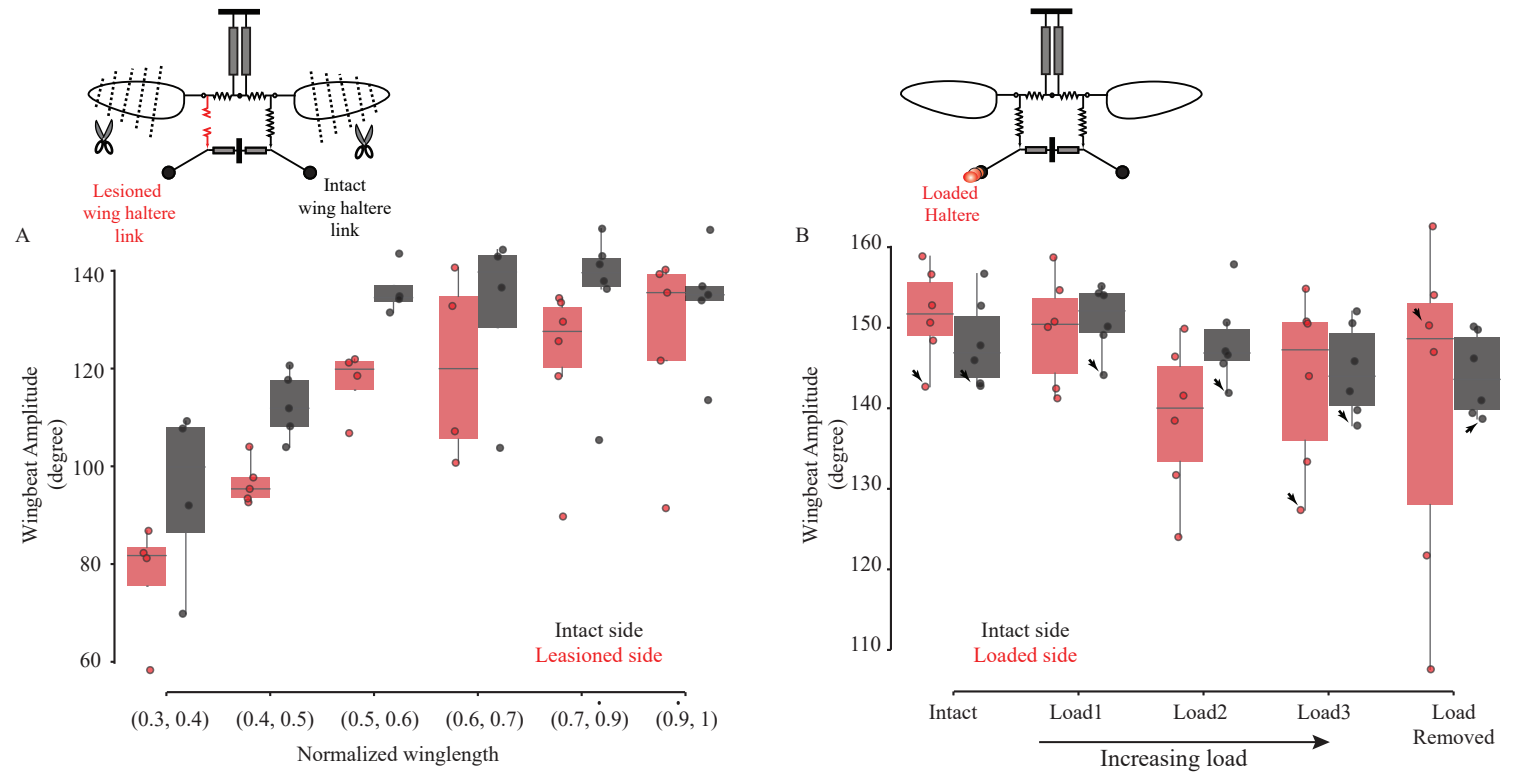 Lesioned
wing haltere
link
Intact
wing haltere
link
A
Wingbeat Amplitude
(degree)
140
120
100
80
60
Intact side
Leasioned side
(0.3, 0.4)
(0.4, 0.5)
(0.5, 0.6)
(0.6, 0.7)
(0.7, 0.9)
(0.9, 1)
Normalized winglength
Loaded
Haltere
B
Wingbeat Amplitude
(degree)
160
150
140
130
120
110
Intact side
Loaded side
Intact
Load1
Load2
Load3
Load
Removed
Increasing load